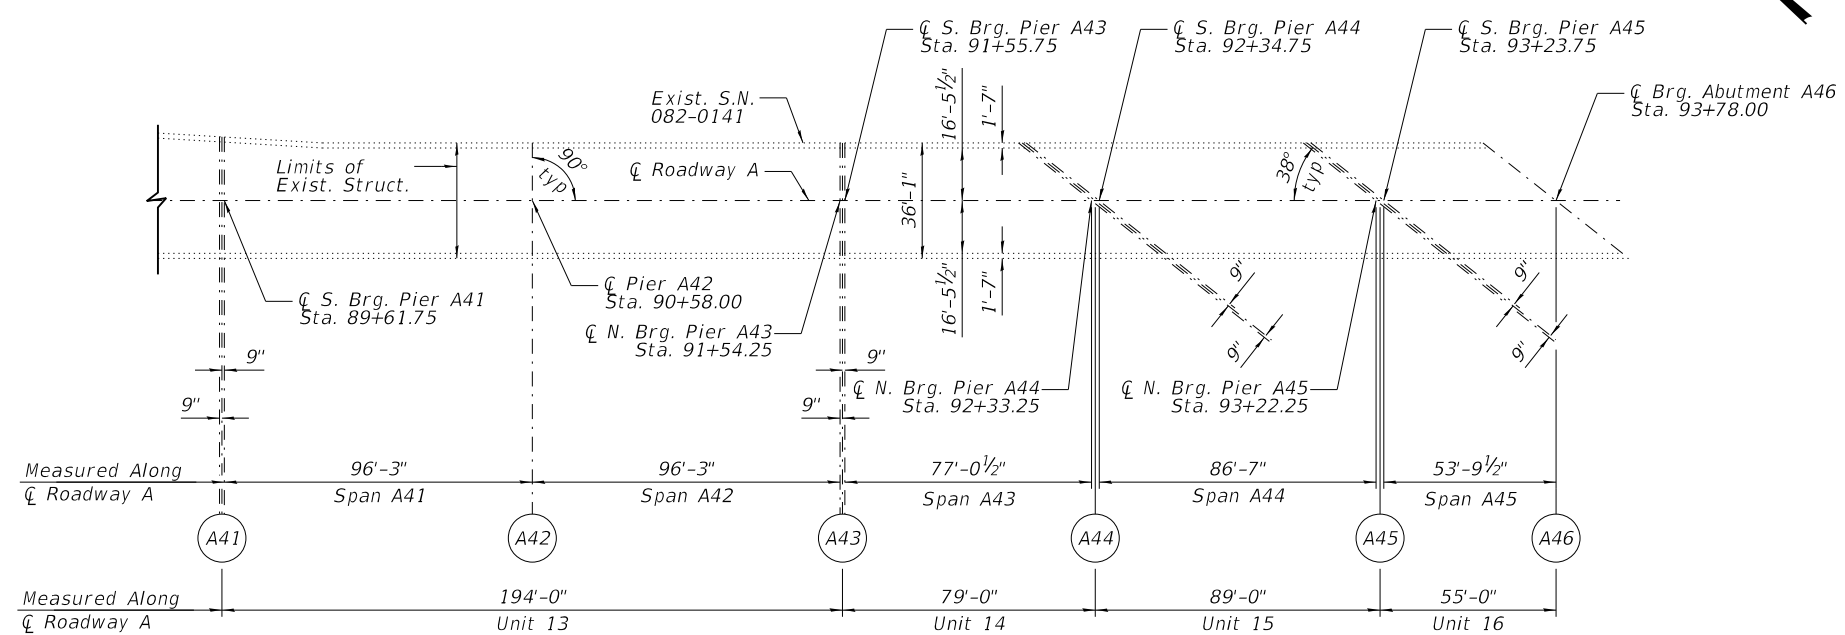 ℄ S. Brg. Pier A43
Sta. 91+55.75
℄ S. Brg. Pier A44
Sta. 92+34.75
℄ S. Brg. Pier A45
Sta. 93+23.75
℄ Brg. Abutment A46
Sta. 93+78.00
Exist. S.N.
082-0141
16'-5½"
1'-7"
Limits of
Exist. Struct.
90°
typ
℄ Roadway A
36'-1"
38°
typ
16'-5½"
1'-7"
℄ S. Brg. Pier A41
Sta. 89+61.75
℄ Pier A42
Sta. 90+58.00
℄ N. Brg. Pier A43
Sta. 91+54.25
9"
9"
9"
9"
9"
9"
9"
9"
℄ N. Brg. Pier A44
Sta. 92+33.25
℄ N. Brg. Pier A45
Sta. 93+22.25
Measured Along
℄ Roadway A
96'-3"
Span A41
96'-3"
Span A42
77'-0½"
Span A43
86'-7"
Span A44
53'-9½"
Span A45
A41
A42
A43
A44
A45
A46
Measured Along
℄ Roadway A
194'-0"
Unit 13
79'-0"
Unit 14
89'-0"
Unit 15
55'-0"
Unit 16